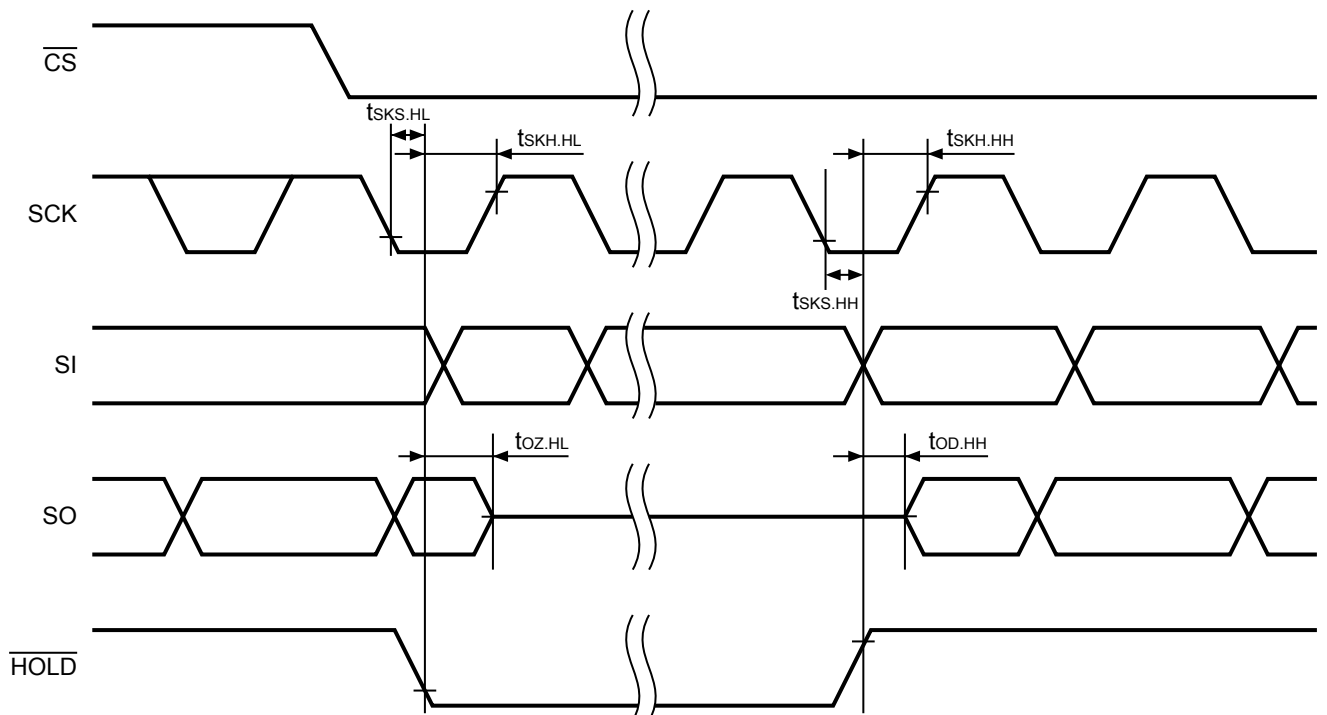 CS
tSKS.HL
tSKH.HL
tSKH.HH
SCK
tSKS.HH
SI
tOZ.HL
tOD.HH
SO
HOLD